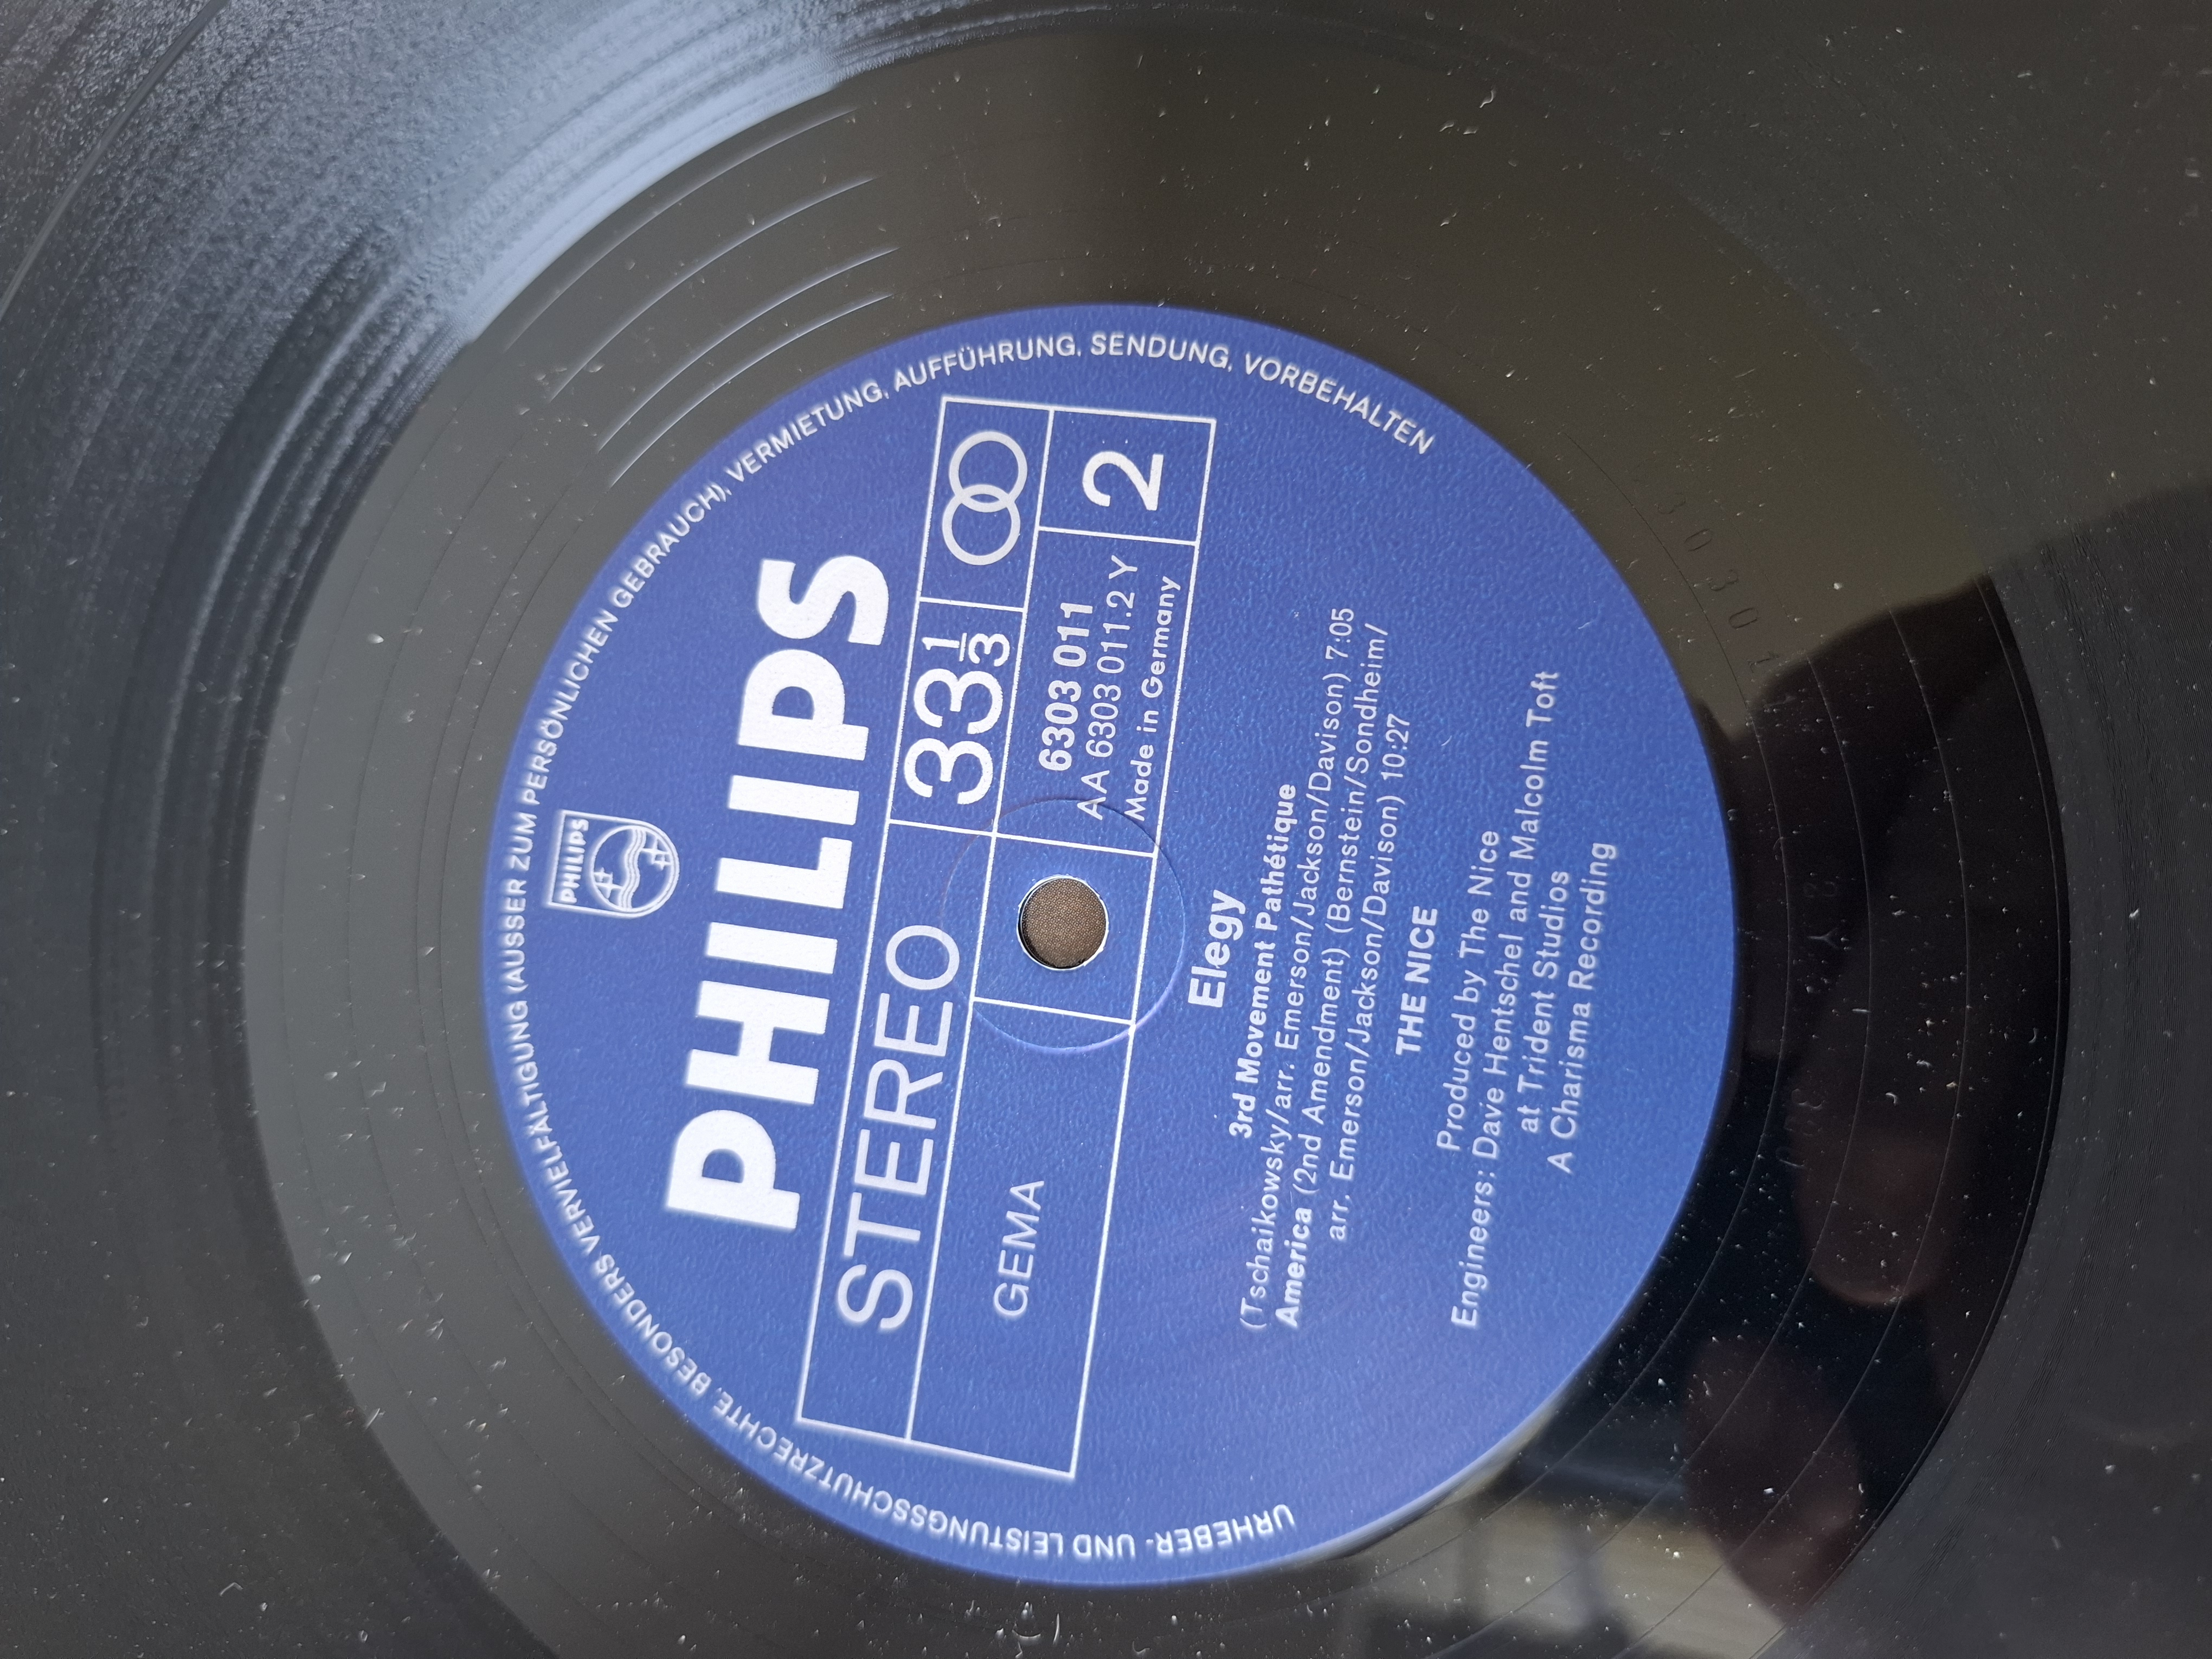 URHEBER- UND LEISTUNGSSCHUTZRECHTE, BESONDERS VERVIELFÄLTIGUNG (AUSSER ZUM PERSÖNLICHEN GEBRAUCH), VERMIETUNG, AUFFÜHRUNG, SENDUNG, VORBEHALTEN
PHILIPS
PHILIPS
STEREO 33 1/3
GEMA
6303 011
AA 6303 011.2 Y
Made in Germany
2
Elegy
3rd Movement Pathétique
(Tschaikowsky/arr. Emerson/Jackson/Davison) 7:05
America (2nd Amendment) (Bernstein/Sondheim/
arr. Emerson/Jackson/Davison) 10:27
THE NICE
Produced by The Nice
Engineers: Dave Hentschel and Malcolm Toft
at Trident Studios
A Charisma Recording